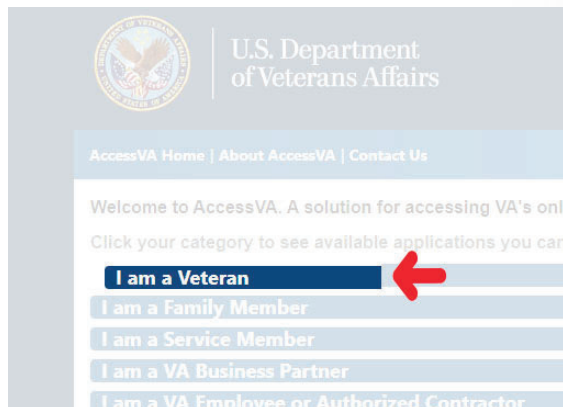 U.S. Department
of Veterans Affairs
AccessVA Home | About AccessVA | Contact Us
Welcome to AccessVA. A solution for accessing VA's onl
Click your category to see available applications you can
I am a Veteran
I am a Family Member
I am a Service Member
I am a VA Business Partner
I am a VA Employee or Authorized Contractor